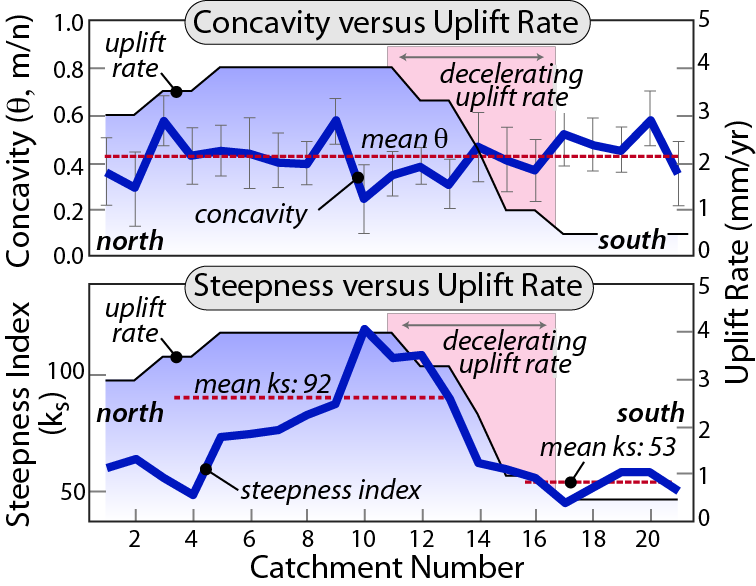 Concavity versus Uplift Rate
1.0
0.8
0.6
0.4
0.2
0.0
Concavity (θ, m/n)
uplift
rate
decelerating
uplift rate
mean θ
concavity
north
south
5
4
3
2
1
0
Uplift Rate (mm/yr)
Steepness versus Uplift Rate
100
50
Steepness Index
(ks)
uplift
rate
decelerating
uplift rate
mean ks: 92
north
south
mean ks: 53
steepness index
5
4
3
2
1
0
2 4 6 8 10 12 14 16 18 20
Catchment Number